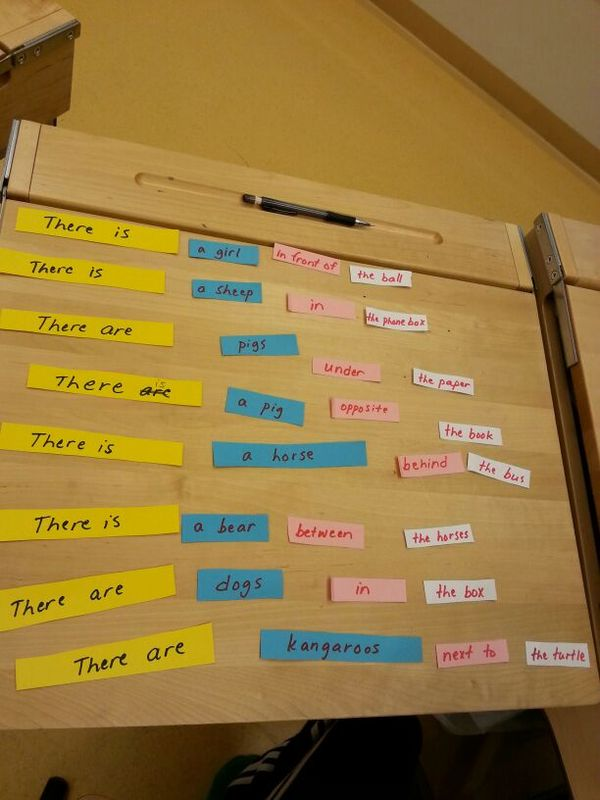 There is a girl in front of the ball
There is a sheep in the phone box
There are pigs under the paper
There are is a pig opposite the book
There is a horse behind the bus
There is a bear between the horses
There are dogs in the box
There are kangaroos next to the turtle